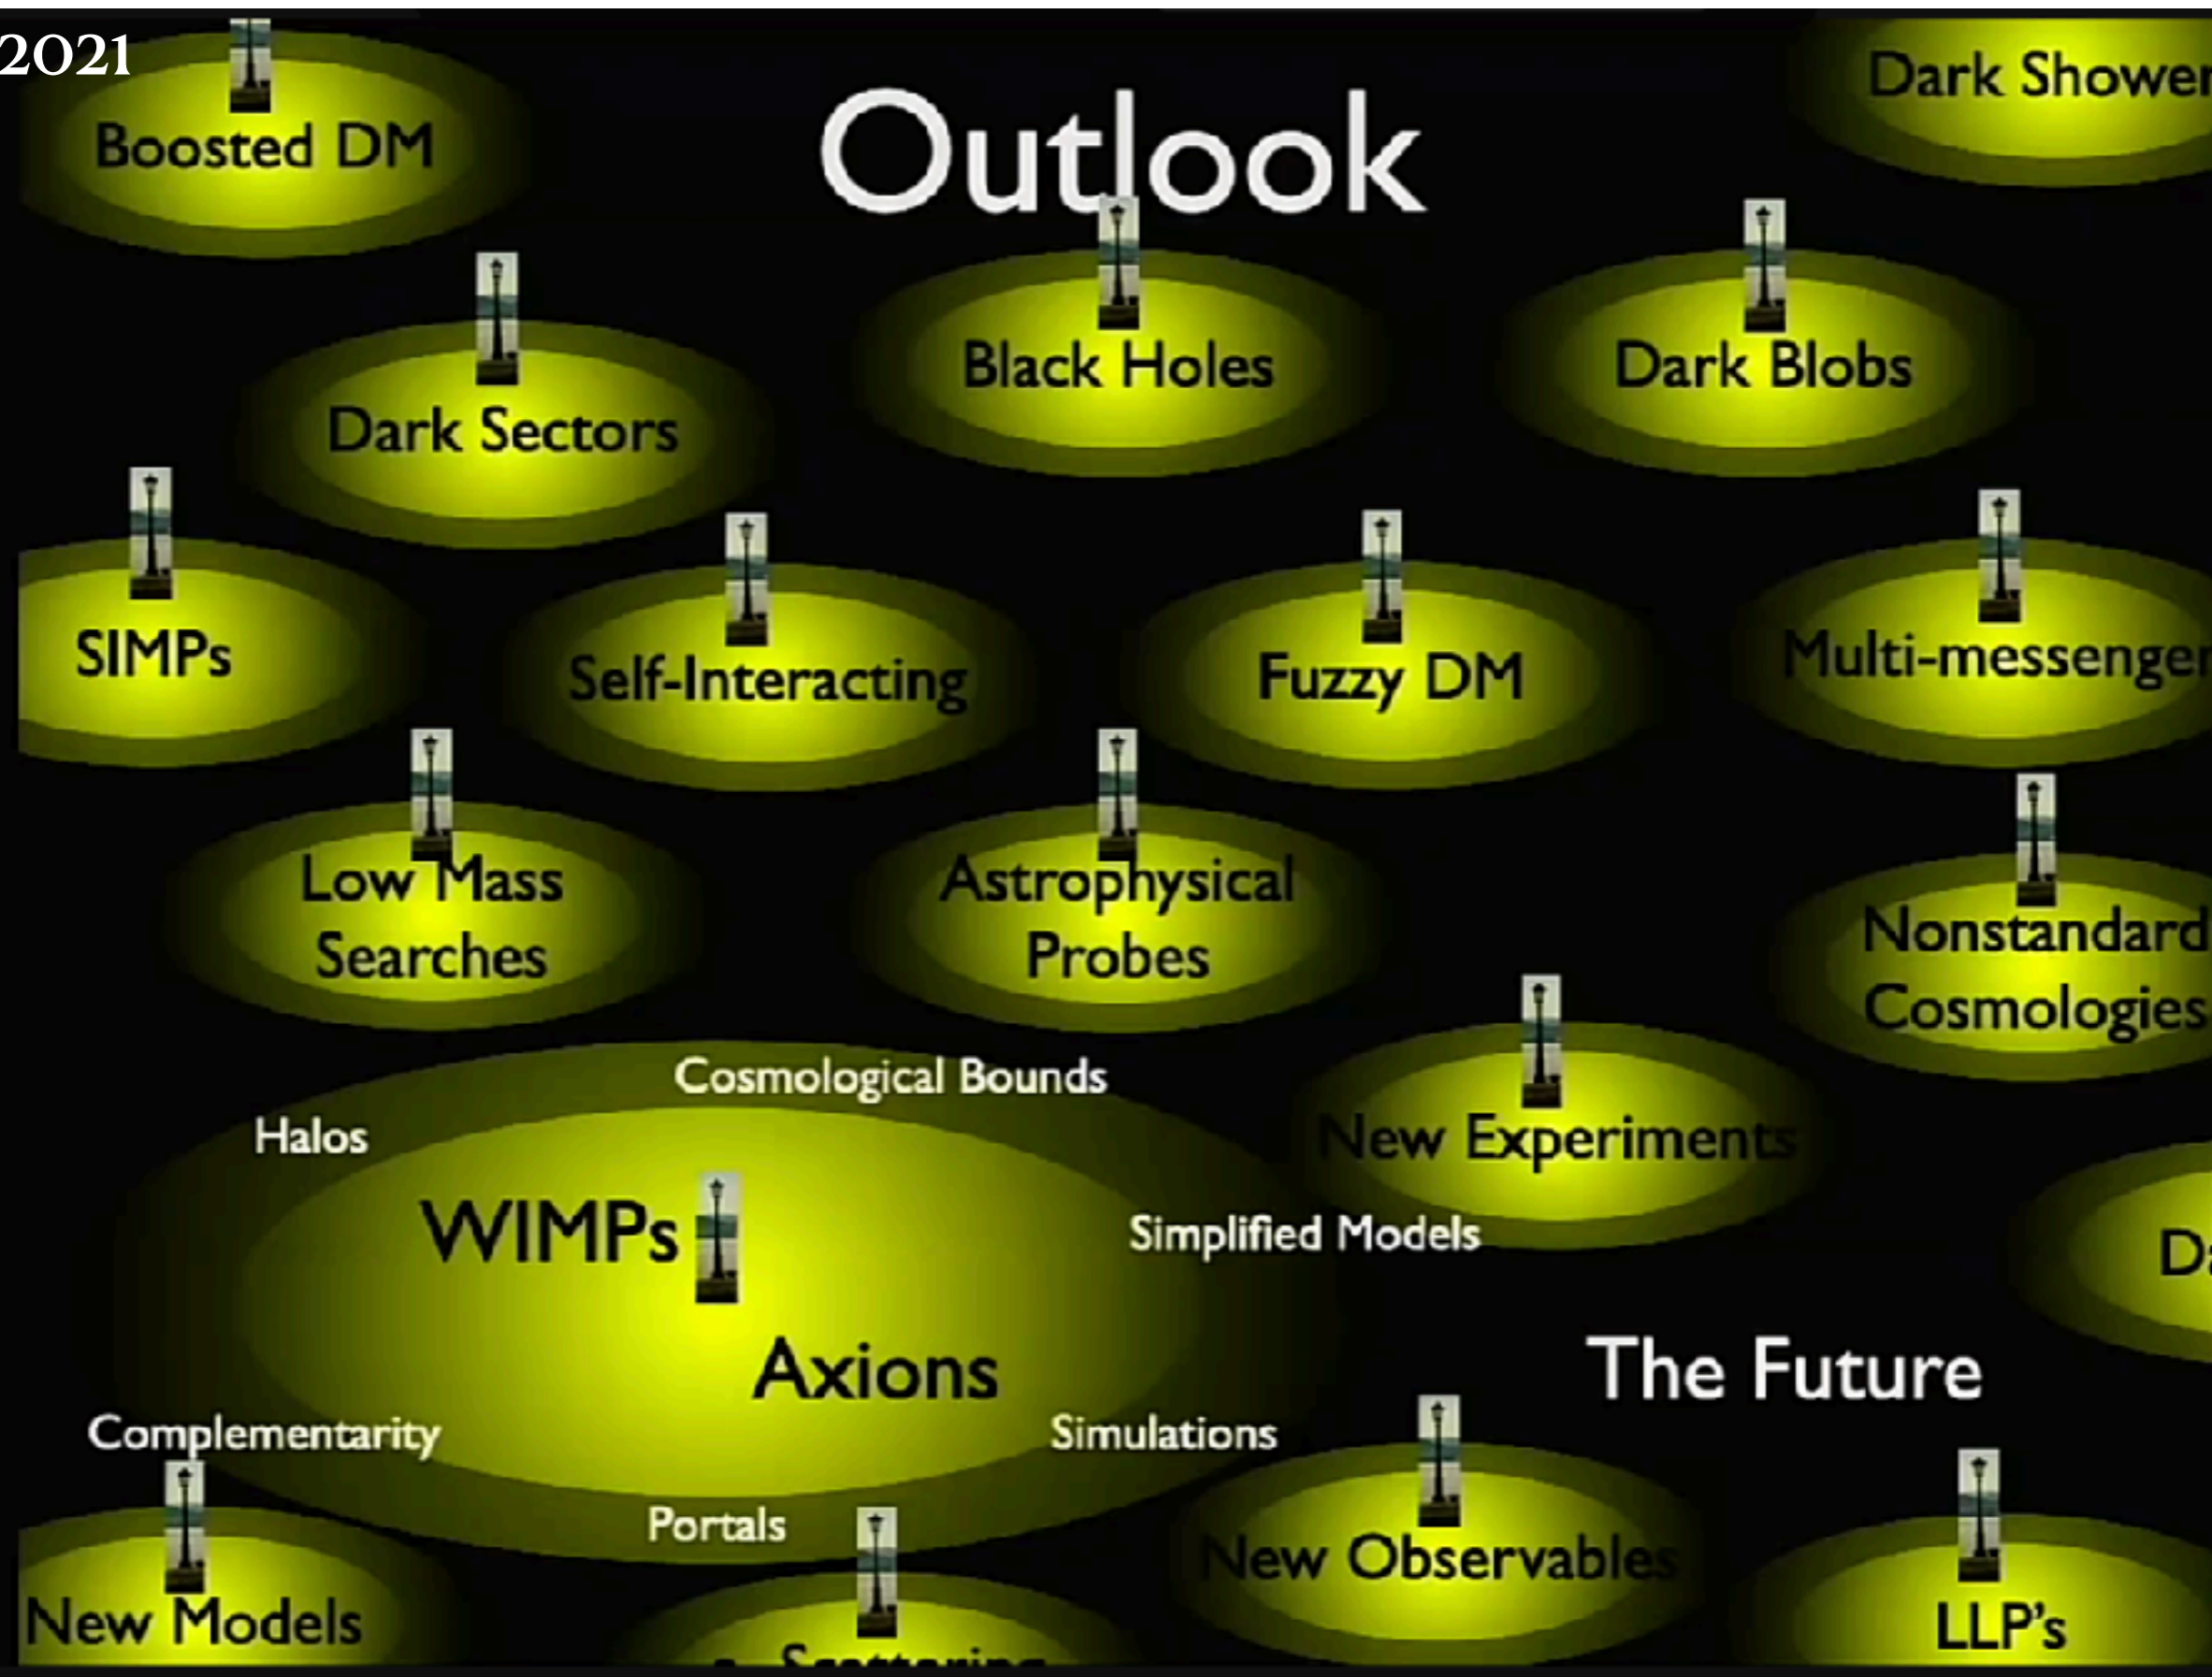 2021
Outlook
Boosted DM
Black Holes
Dark Blobs
Dark Sectors
SIMPs
Self-Interacting
Fuzzy DM
Low Mass
Searches
Astrophysical
Probes
Nonstandard
Cosmologies
Cosmological Bounds
Halos
New Experiments
WIMPs
Simplified Models
Axions
The Future
Complementarity
Simulations
Portals
New Observables
New Models
LLP's
Dark
Multi-messenger